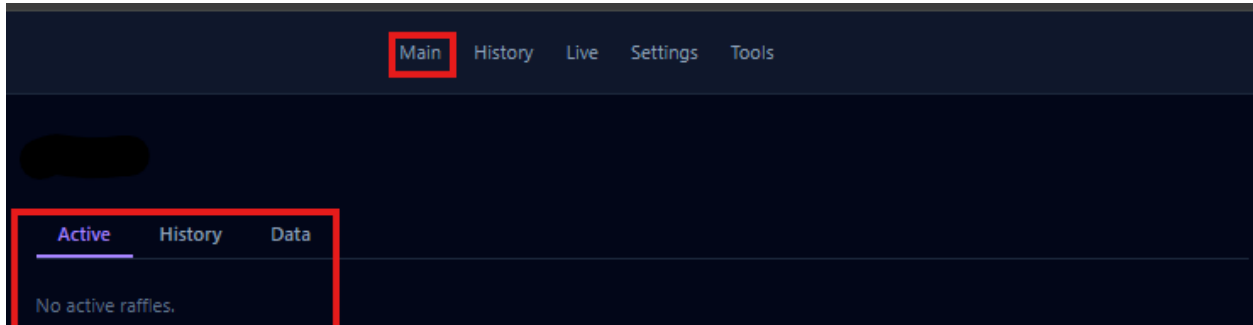 Main History Live Settings Tools
Active History Data
No active raffles.